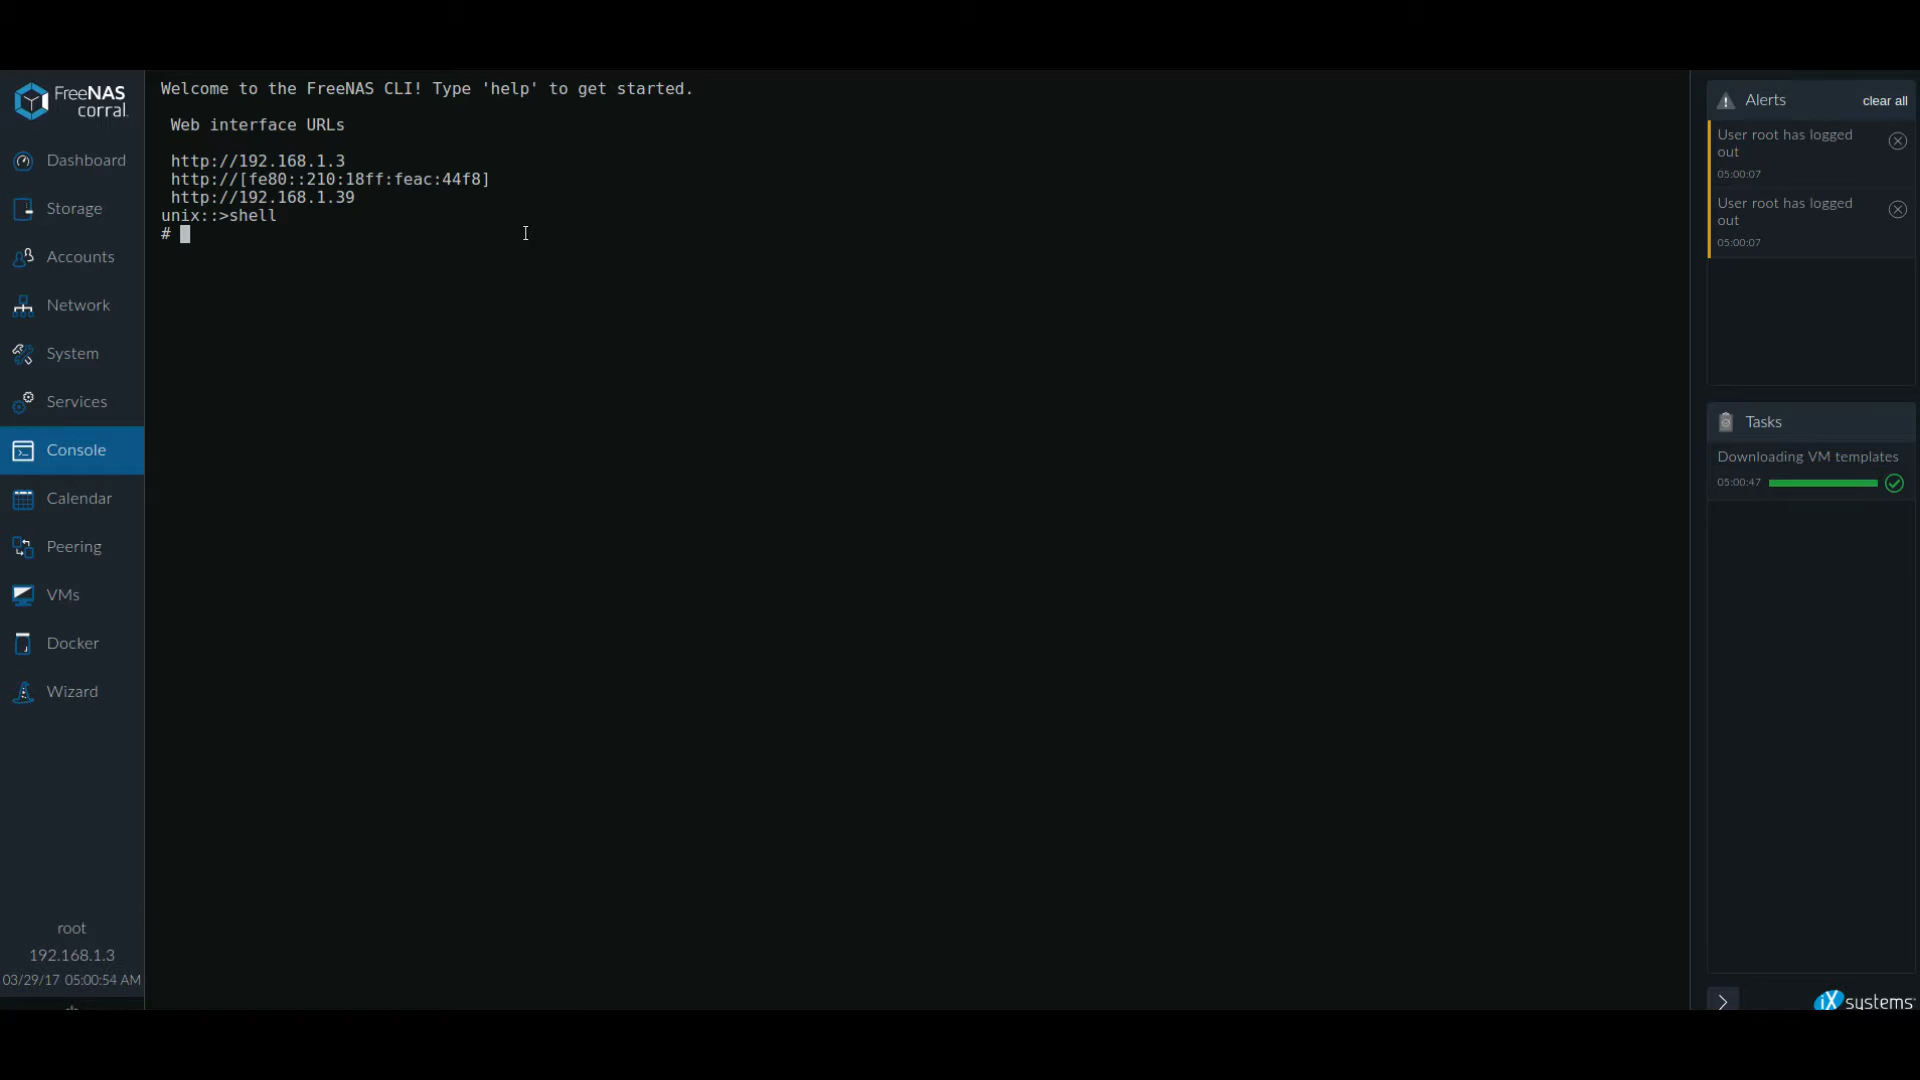 FreeNAS
corral
Dashboard
Storage
Accounts
Network
System
Services
Console
Calendar
Peering
VMs
Docker
Wizard
root
192.168.1.3
03/29/17 05:00:54 AM
Welcome to the FreeNAS CLI! Type 'help' to get started.
Web interface URLs
http://192.168.1.3
http://[fe80::210:18ff:feac:44f8]
http://192.168.1.39
unix::>shell
#
Alerts clear all
User root has logged
out
05:00:07
User root has logged
out
05:00:07
Tasks
Downloading VM templates
05:00:47
iXsystems